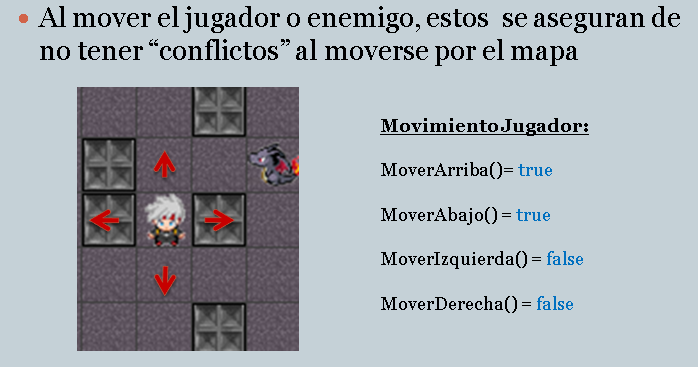 Al mover el jugador o enemigo, estos se aseguran de
no tener “conflictos” al moverse por el mapa
MovimientoJugador:
MoverArriba()= true
MoverAbajo() = true
MoverIzquierda() = false
MoverDerecha() = false